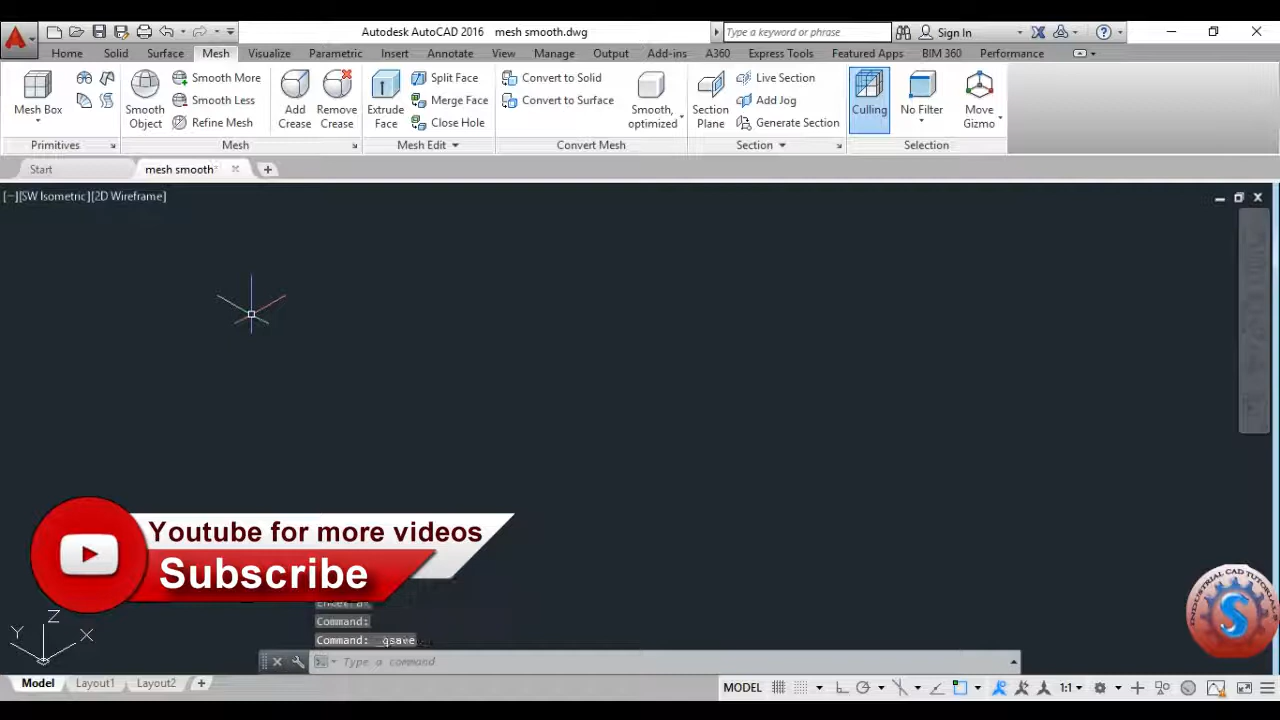 Autodesk AutoCAD 2016 mesh smooth.dwg
Type a keyword or phrase
Sign In
Home Solid Surface Mesh Visualize Parametric Insert Annotate View Manage Output Add-ins A360 Express Tools Featured Apps BIM 360 Performance
Mesh Box
Smooth Object
Smooth More
Smooth Less
Refine Mesh
Add Crease
Remove Crease
Extrude Face
Split Face
Merge Face
Close Hole
Convert to Solid
Convert to Surface
Smooth, optimized
Section Plane
Live Section
Add Jog
Generate Section
Culling
No Filter
Move Gizmo
Primitives Mesh Mesh Edit Convert Mesh Section Selection
Start mesh smooth*
[−][SW Isometric][2D Wireframe]
Youtube for more videos
Subscribe
INDUSTRIAL CAD TUTORIALS
S
Z
Y X
Command:
Command: _qsave
Type a command
Model Layout1 Layout2
MODEL 1:1